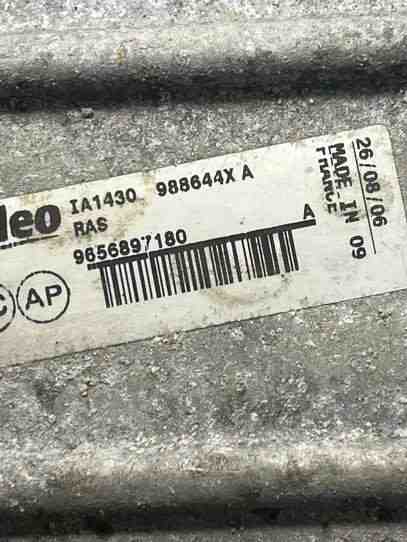 leo IA1430 988644X A
RAS
9656897180 A
C AP
26/08/06
MADE-IN 09
FRANCE